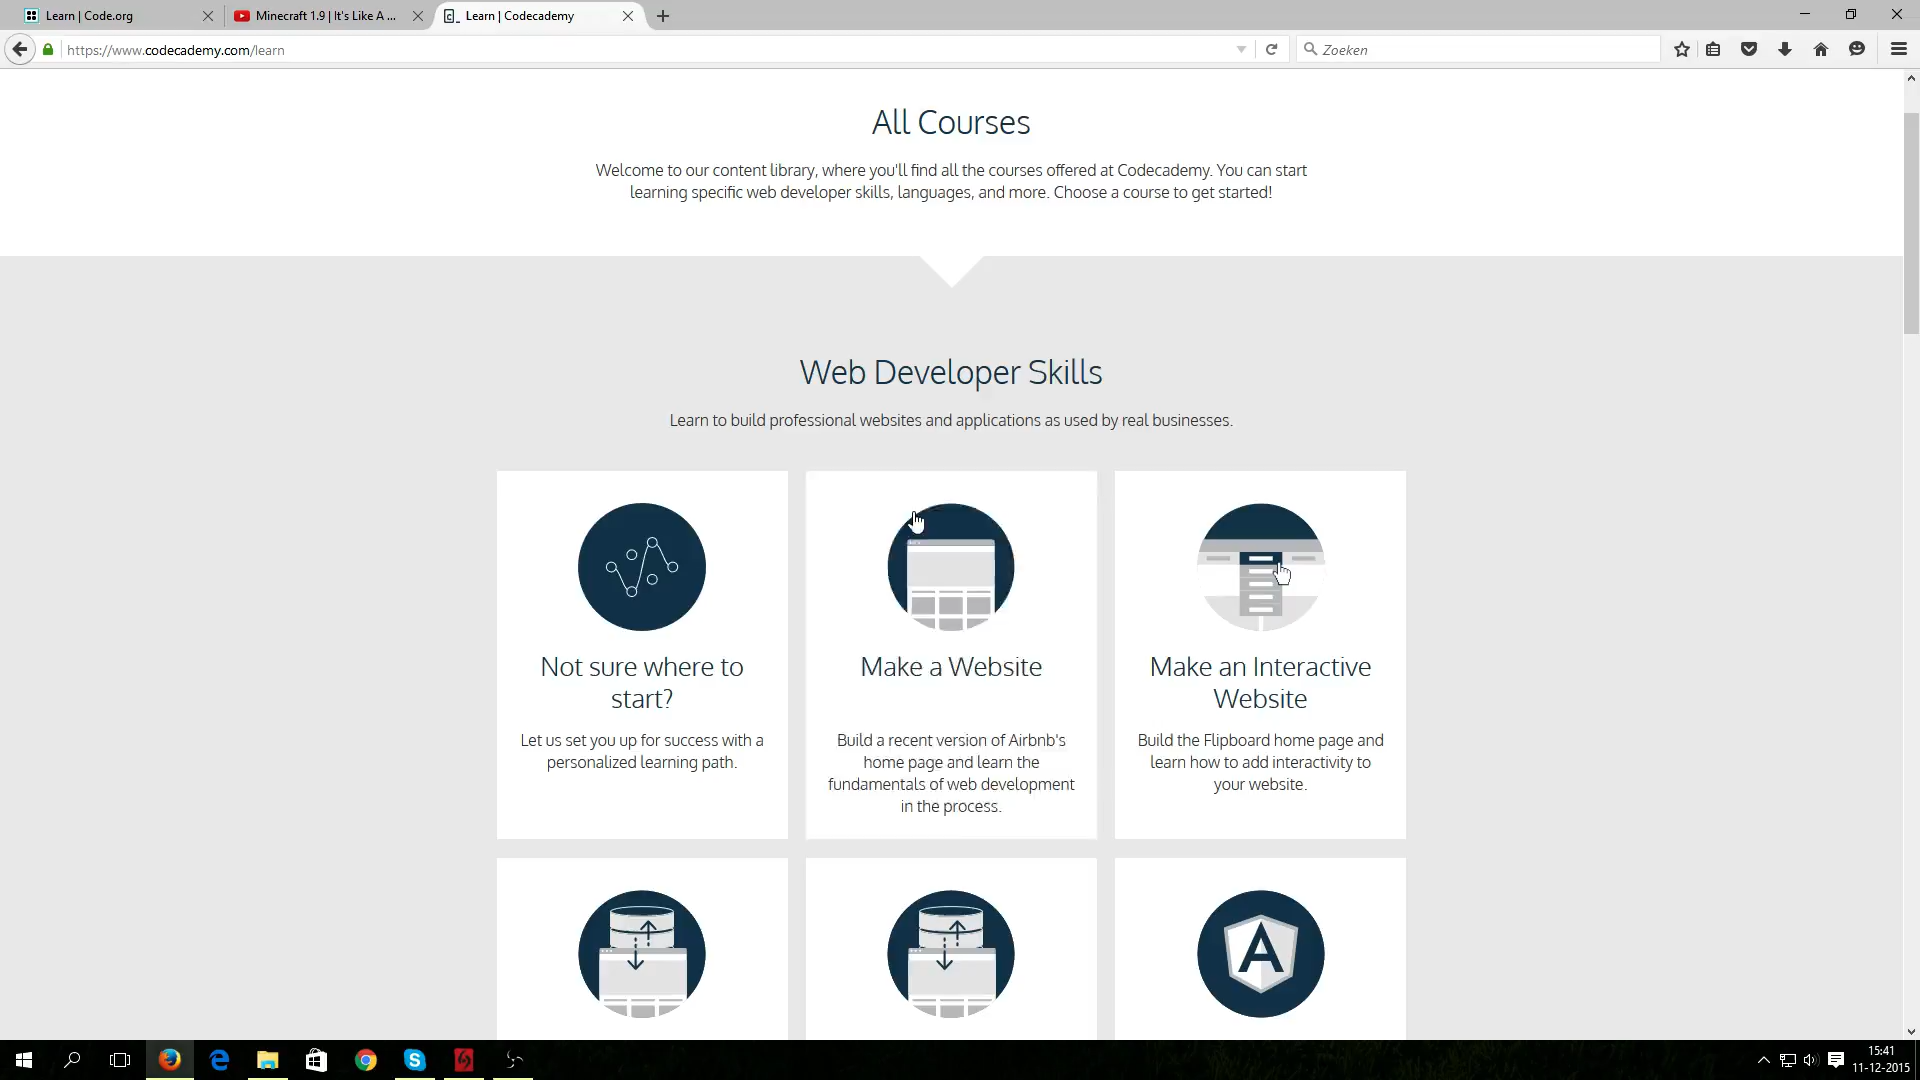 Learn | Code.org
Minecraft 1.9 | It's Like A ...
Learn | Codecademy
https://www.codecademy.com/learn
Zoeken
All Courses
Welcome to our content library, where you'll find all the courses offered at Codecademy. You can start
learning specific web developer skills, languages, and more. Choose a course to get started!
Web Developer Skills
Learn to build professional websites and applications as used by real businesses.
Not sure where to
start?
Let us set you up for success with a
personalized learning path.
Make a Website
Build a recent version of Airbnb's
home page and learn the
fundamentals of web development
in the process.
Make an Interactive
Website
Build the Flipboard home page and
learn how to add interactivity to
your website.
A
15:41
11-12-2015